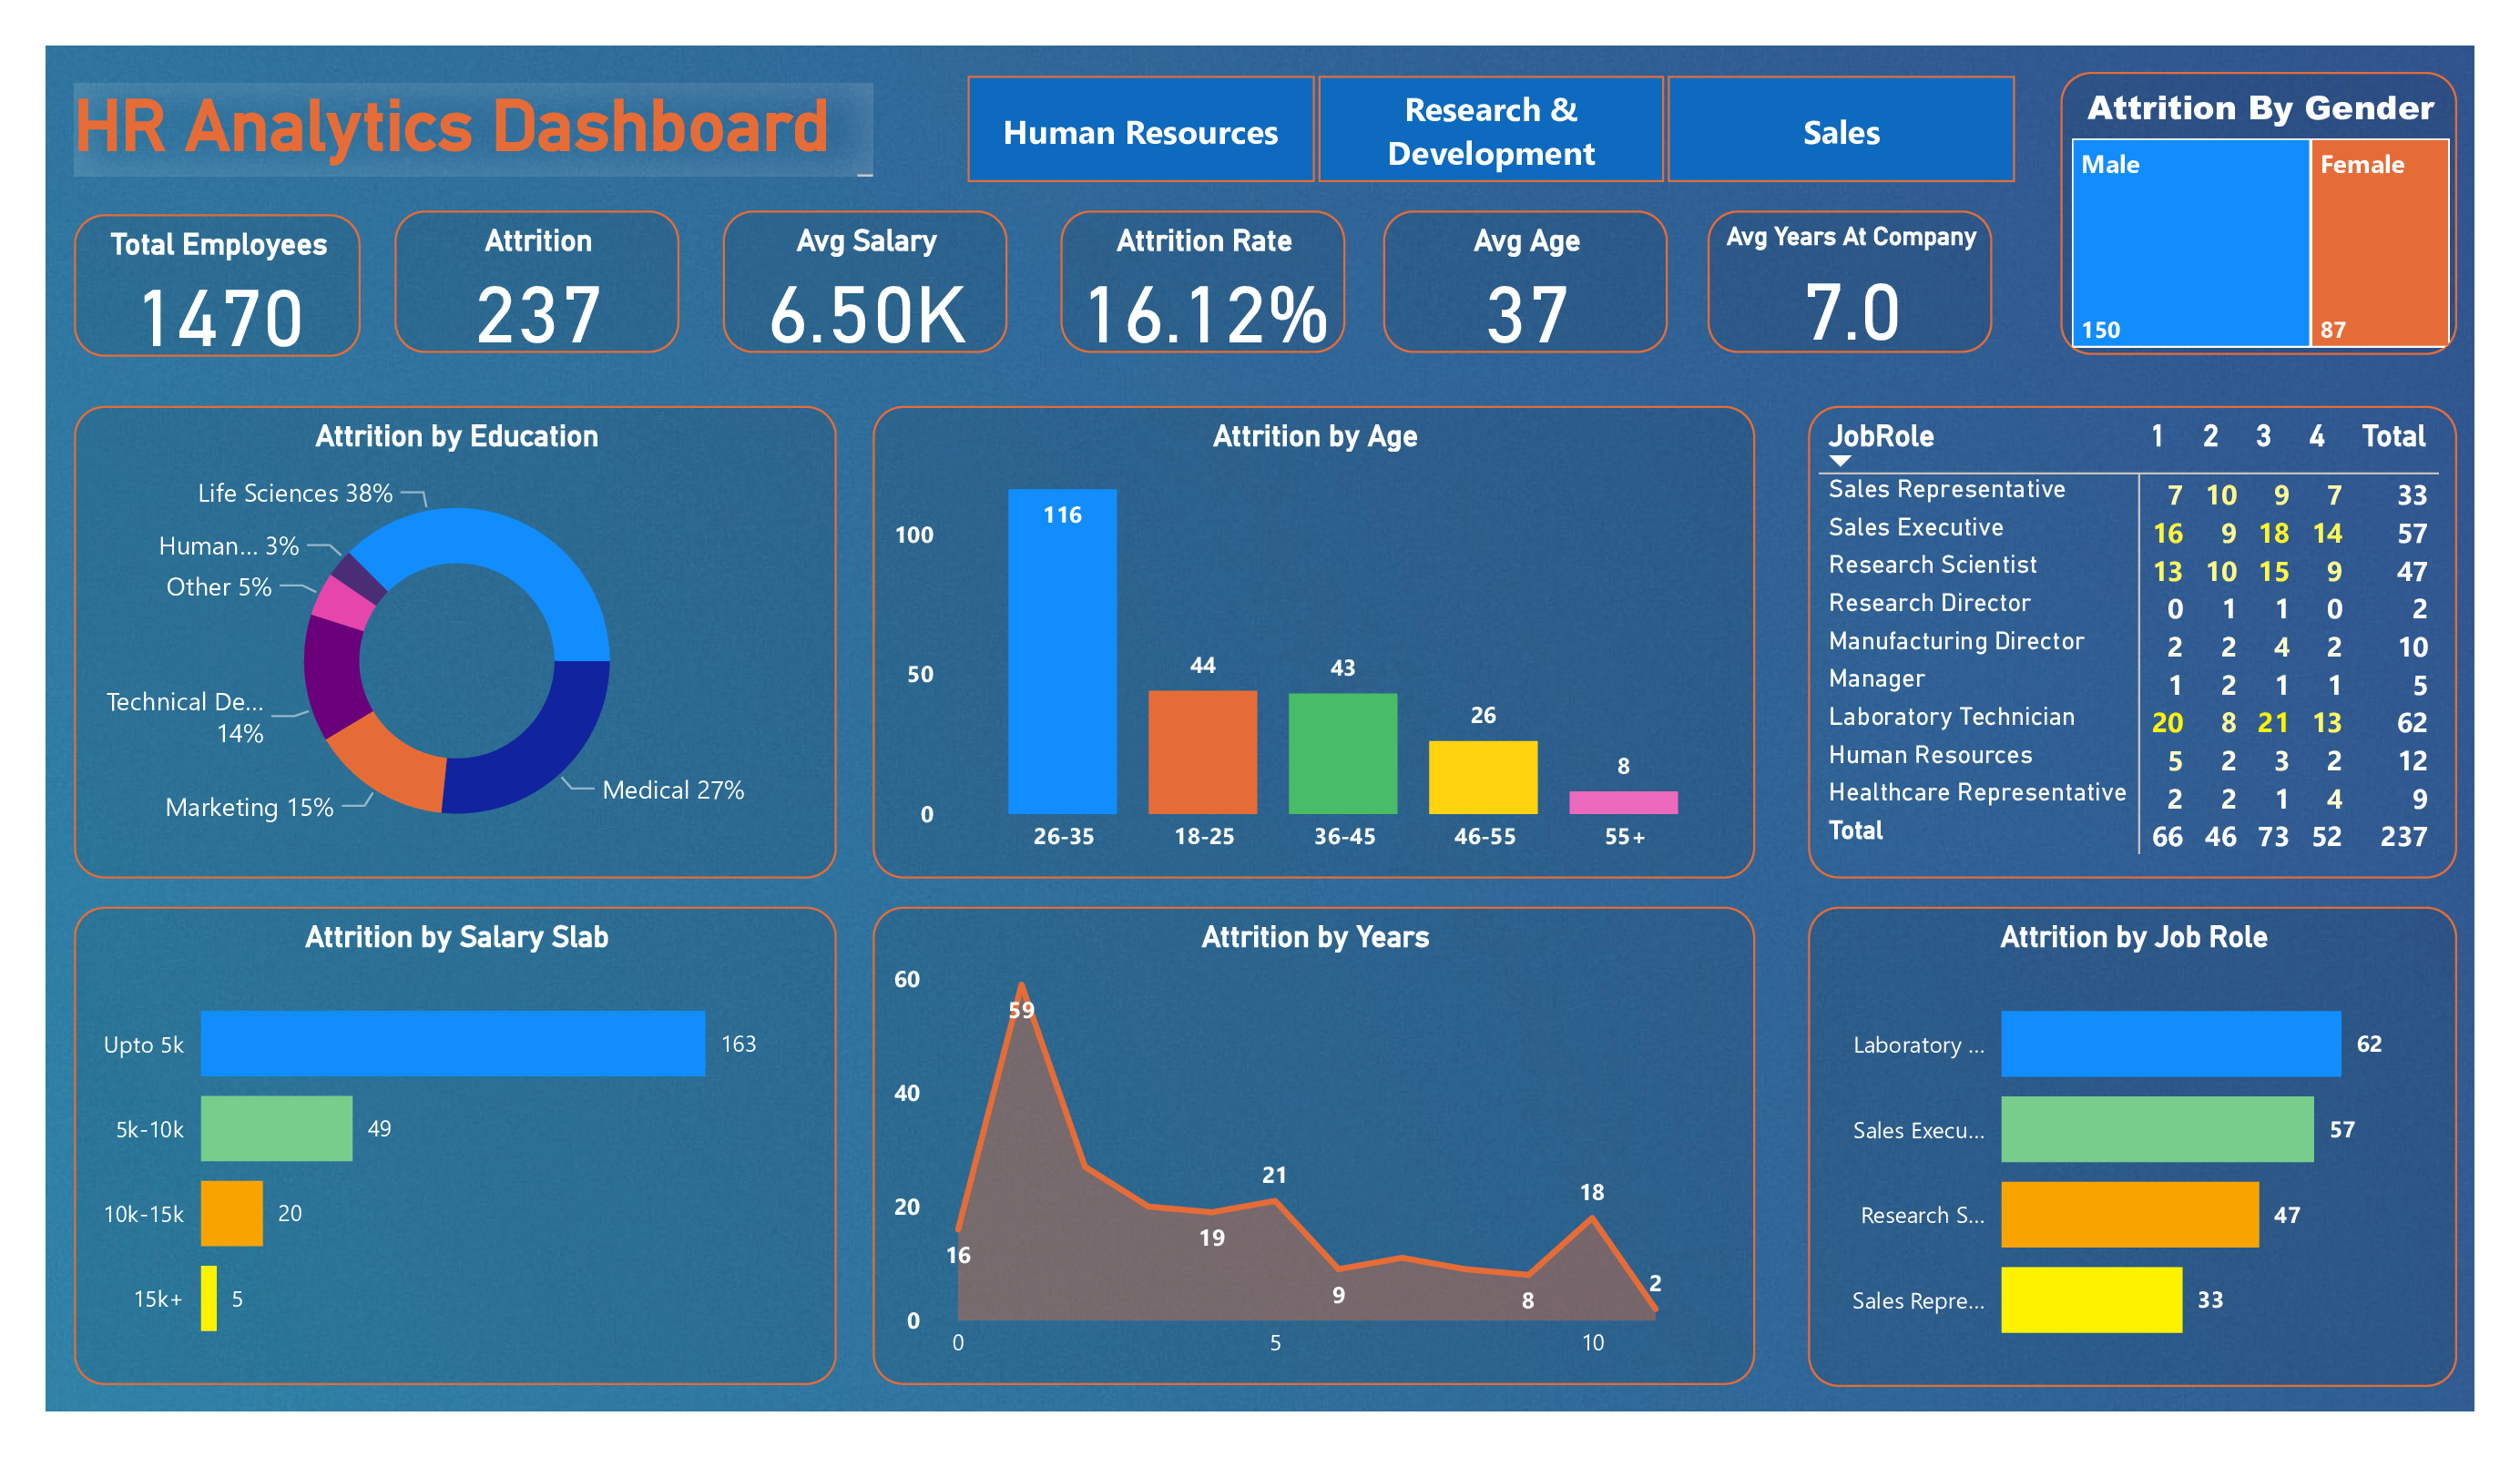 HR Analytics Dashboard
Human Resources
Research &
Development
Sales
Attrition By Gender
Male
Female
150
87
Total Employees
1470
Attrition
237
Avg Salary
6.50K
Attrition Rate
16.12%
Avg Age
37
Avg Years At Company
7.0
Attrition by Education
Life Sciences 38%
Human... 3%
Other 5%
Technical De...
14%
Marketing 15%
Medical 27%
Attrition by Age
100
50
0
116
44
43
26
8
26-35
18-25
36-45
46-55
55+
JobRole 1 2 3 4 Total
Sales Representative 7 10 9 7 33
Sales Executive 16 9 18 14 57
Research Scientist 13 10 15 9 47
Research Director 0 1 1 0 2
Manufacturing Director 2 2 4 2 10
Manager 1 2 1 1 5
Laboratory Technician 20 8 21 13 62
Human Resources 5 2 3 2 12
Healthcare Representative 2 2 1 4 9
Total 66 46 73 52 237
Attrition by Salary Slab
Upto 5k 163
5k-10k 49
10k-15k 20
15k+ 5
Attrition by Years
60
40
20
0
16
59
19
21
9
8
18
2
0
5
10
Attrition by Job Role
Laboratory ... 62
Sales Execu... 57
Research S... 47
Sales Repre... 33